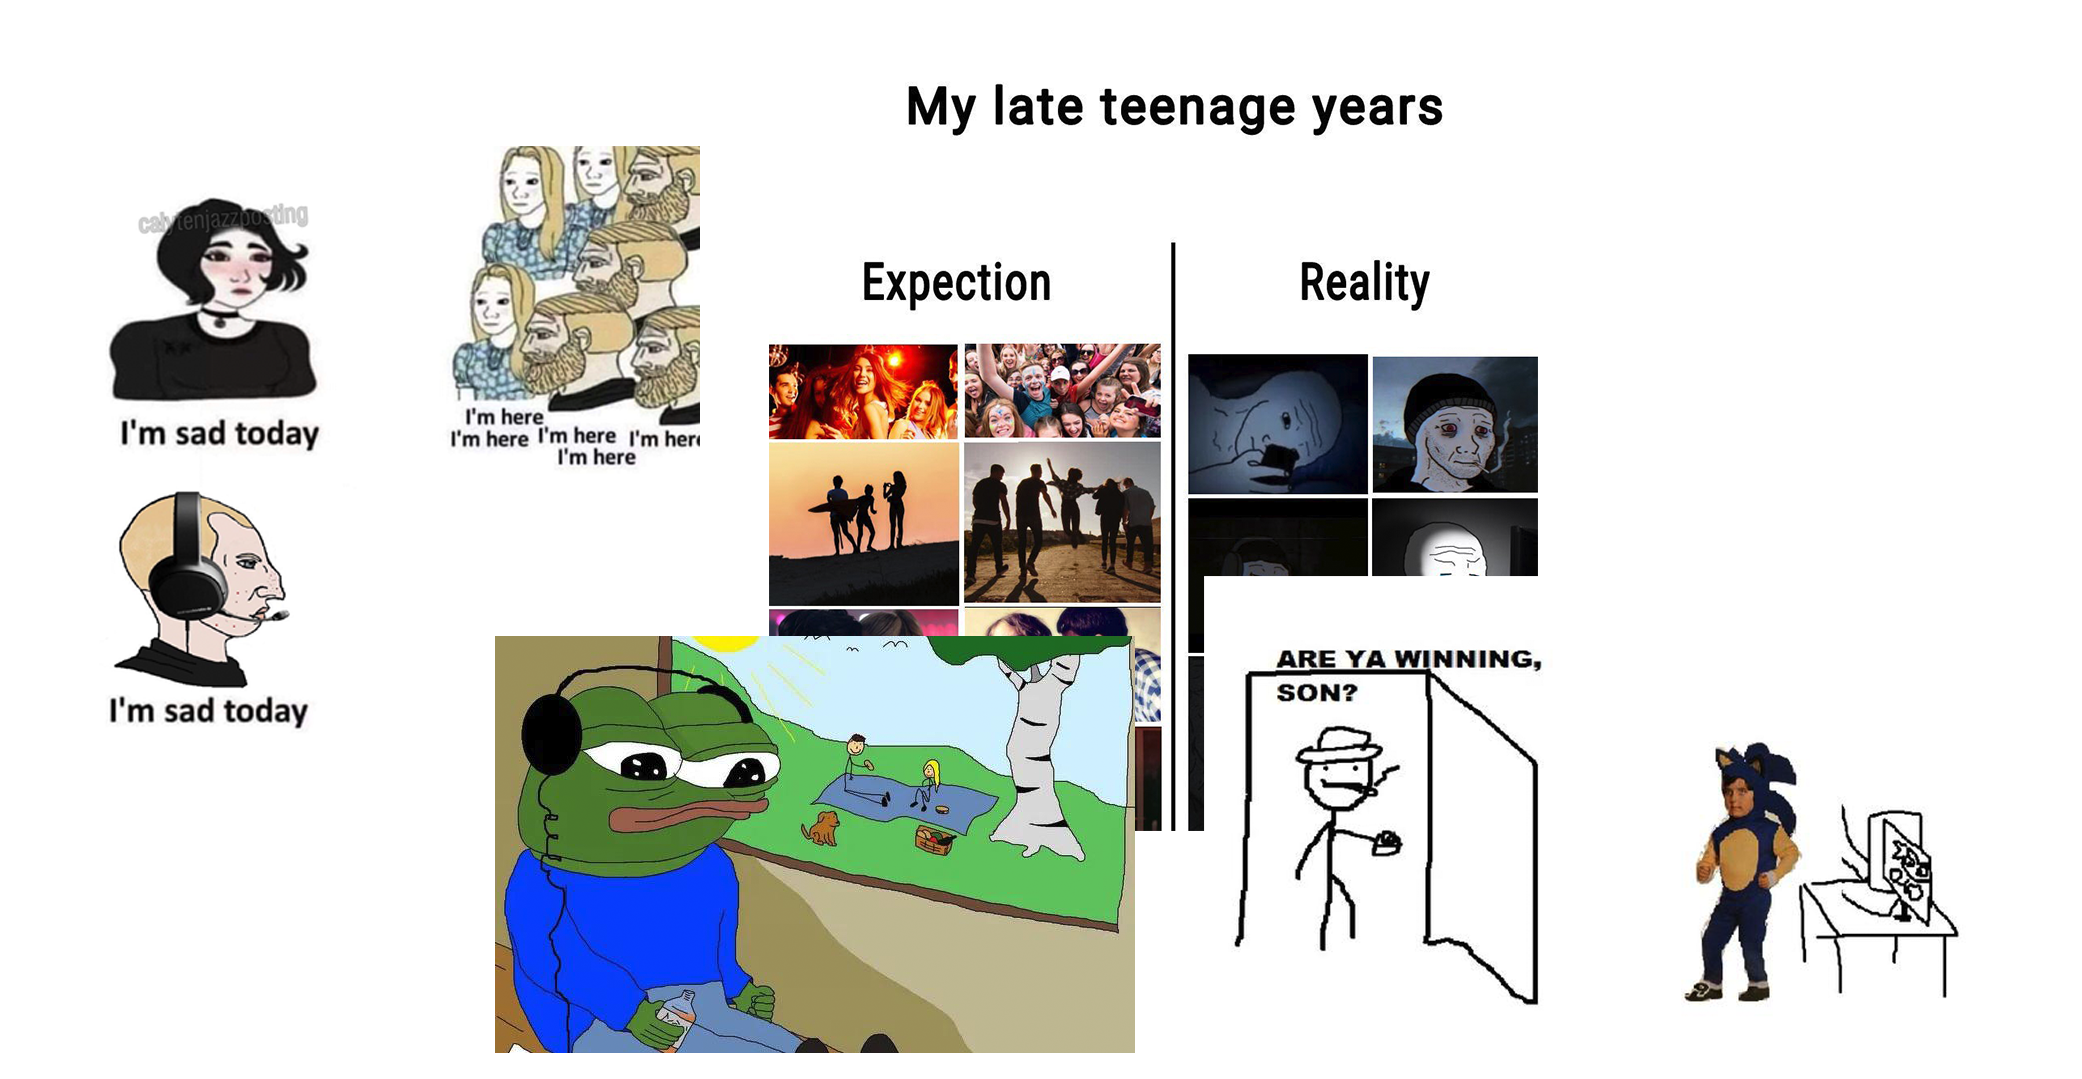 My late teenage years
calytenjazzposting
I'm sad today
I'm here
I'm here I'm here I'm here
I'm here
Expection
Reality
I'm sad today
ARE YA WINNING,
SON?